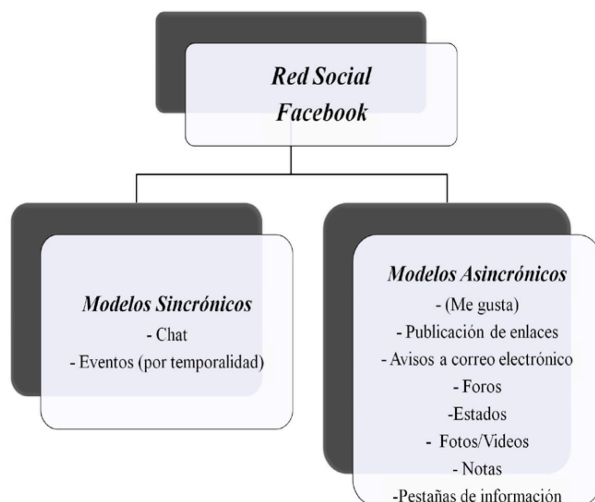 Red Social
Facebook
Modelos Sincrónicos
- Chat
- Eventos (por temporalidad)
Modelos Asincrónicos
- (Me gusta)
- Publicación de enlaces
- Avisos a correo electrónico
- Foros
-Estados
- Fotos/Videos
- Notas
-Pestañas de información